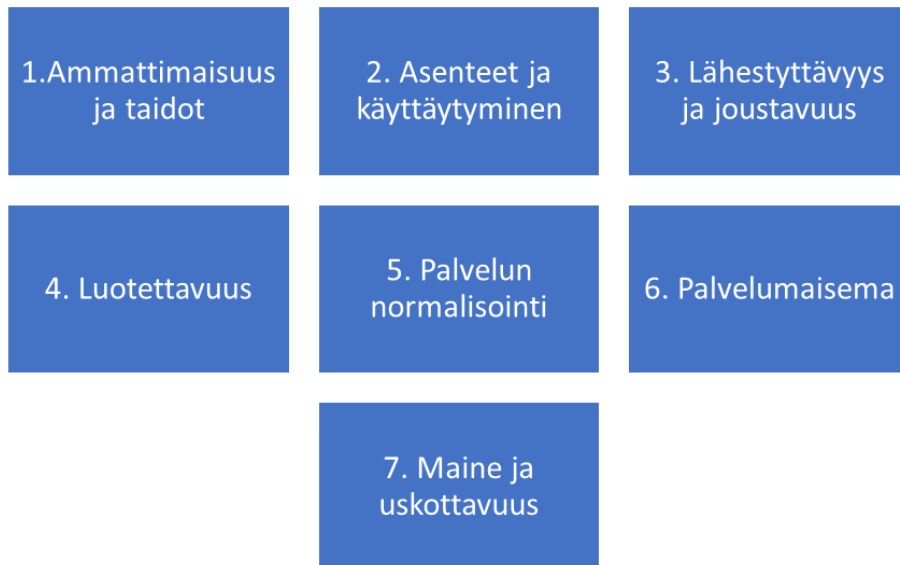 1.Ammattimaisuus
ja taidot
2. Asenteet ja
käyttäytyminen
3. Lähestyttävyys
ja joustavuus
4. Luotettavuus
5. Palvelun
normalisointi
6. Palvelumaisema
7. Maine ja
uskottavuus